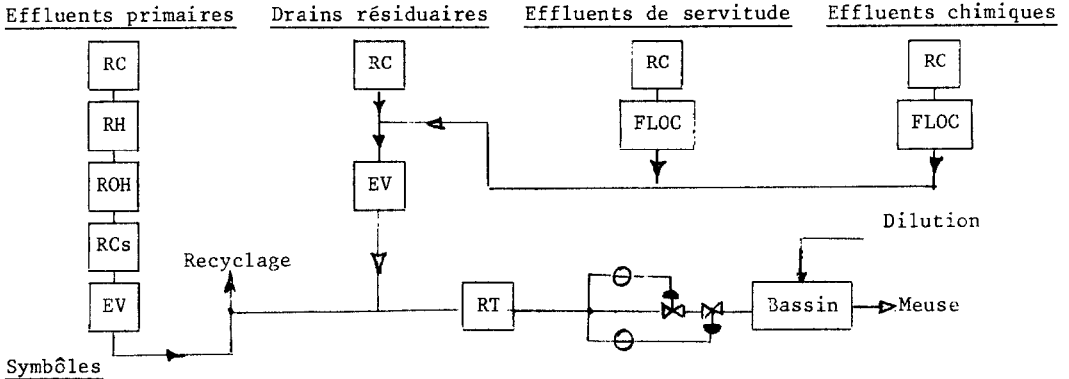 Effluents primaires
Drains résiduaires
Effluents de servitude
Effluents chimiques
RC
RC
RC
RC
RH
FLOC
FLOC
ROH
EV
RCs
Dilution
Recyclage
EV
RT
Bassin
Meuse
Symbôles